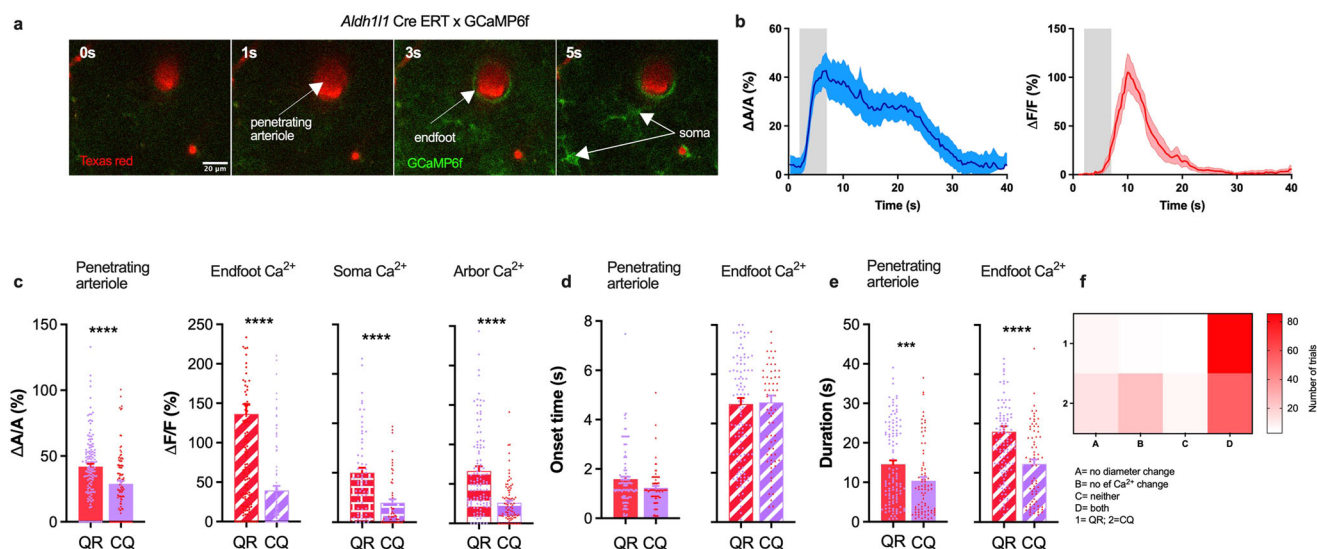 a
Aldh1l1 Cre ERT x GCaMP6f
0s
1s
3s
5s
penetrating
arteriole
endfoot
soma
Texas red
20 µm
GCaMP6f
b
ΔA/A (%)
60
40
20
0
0 10 20 30 40
Time (s)
ΔF/F (%)
150
100
50
0
10 20 30 40
Time (s)
c
Penetrating
arteriole
ΔA/A (%)
150
100
50
0
****
QR CQ
Endfoot Ca2+
ΔF/F (%)
250
200
150
100
50
0
****
QR CQ
Soma Ca2+
****
QR CQ
Arbor Ca2+
****
QR CQ
d
Penetrating
arteriole
Onset time (s)
8
6
4
2
0
QR CQ
Endfoot Ca2+
QR CQ
e
Penetrating
arteriole
Duration (s)
50
40
30
20
10
0
***
QR CQ
Endfoot Ca2+
****
QR CQ
f
1
2
A B C D
80
60
40
20
Number of trials
A= no diameter change
B= no of Ca2+ change
C= neither
D= both
1= QR; 2=CQ